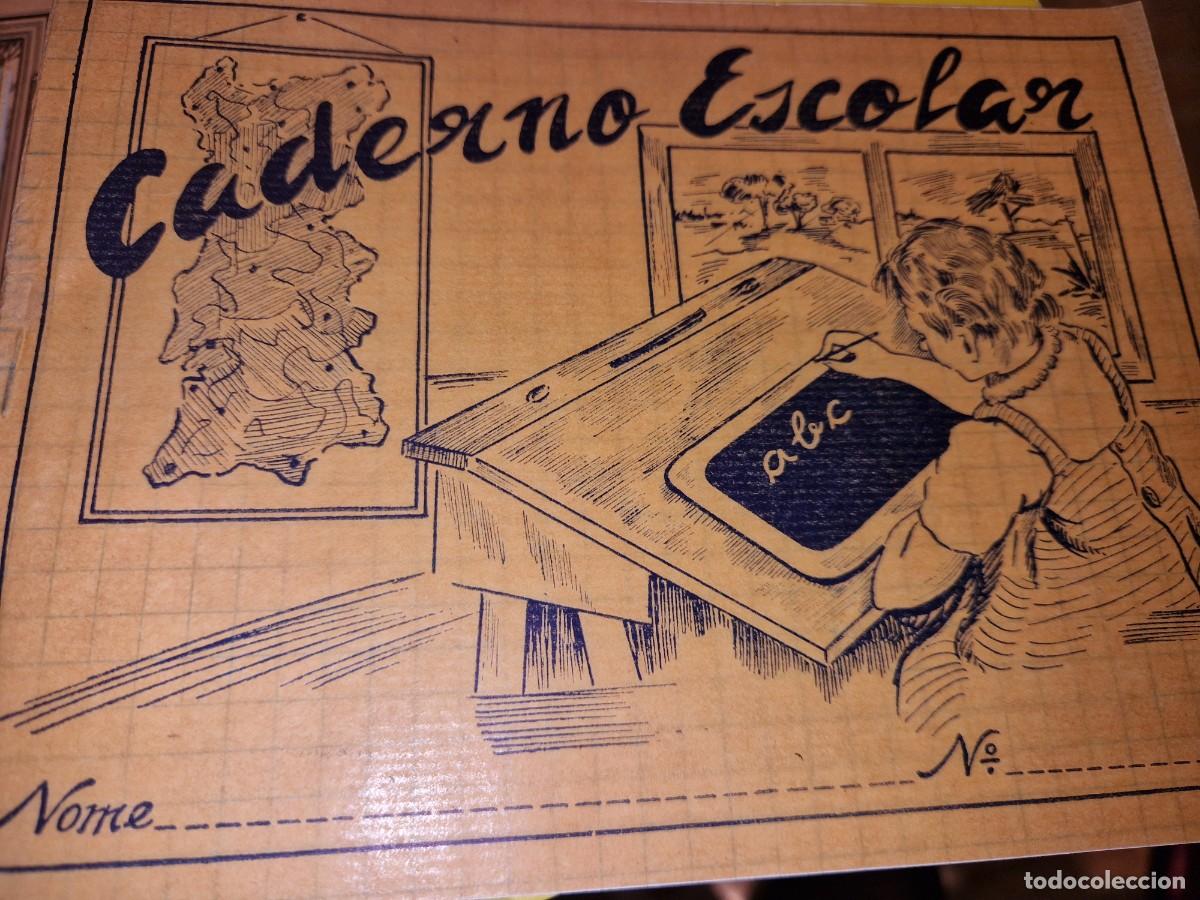 Caderno Escolar
abc
Nome
Nº
todocoleccion